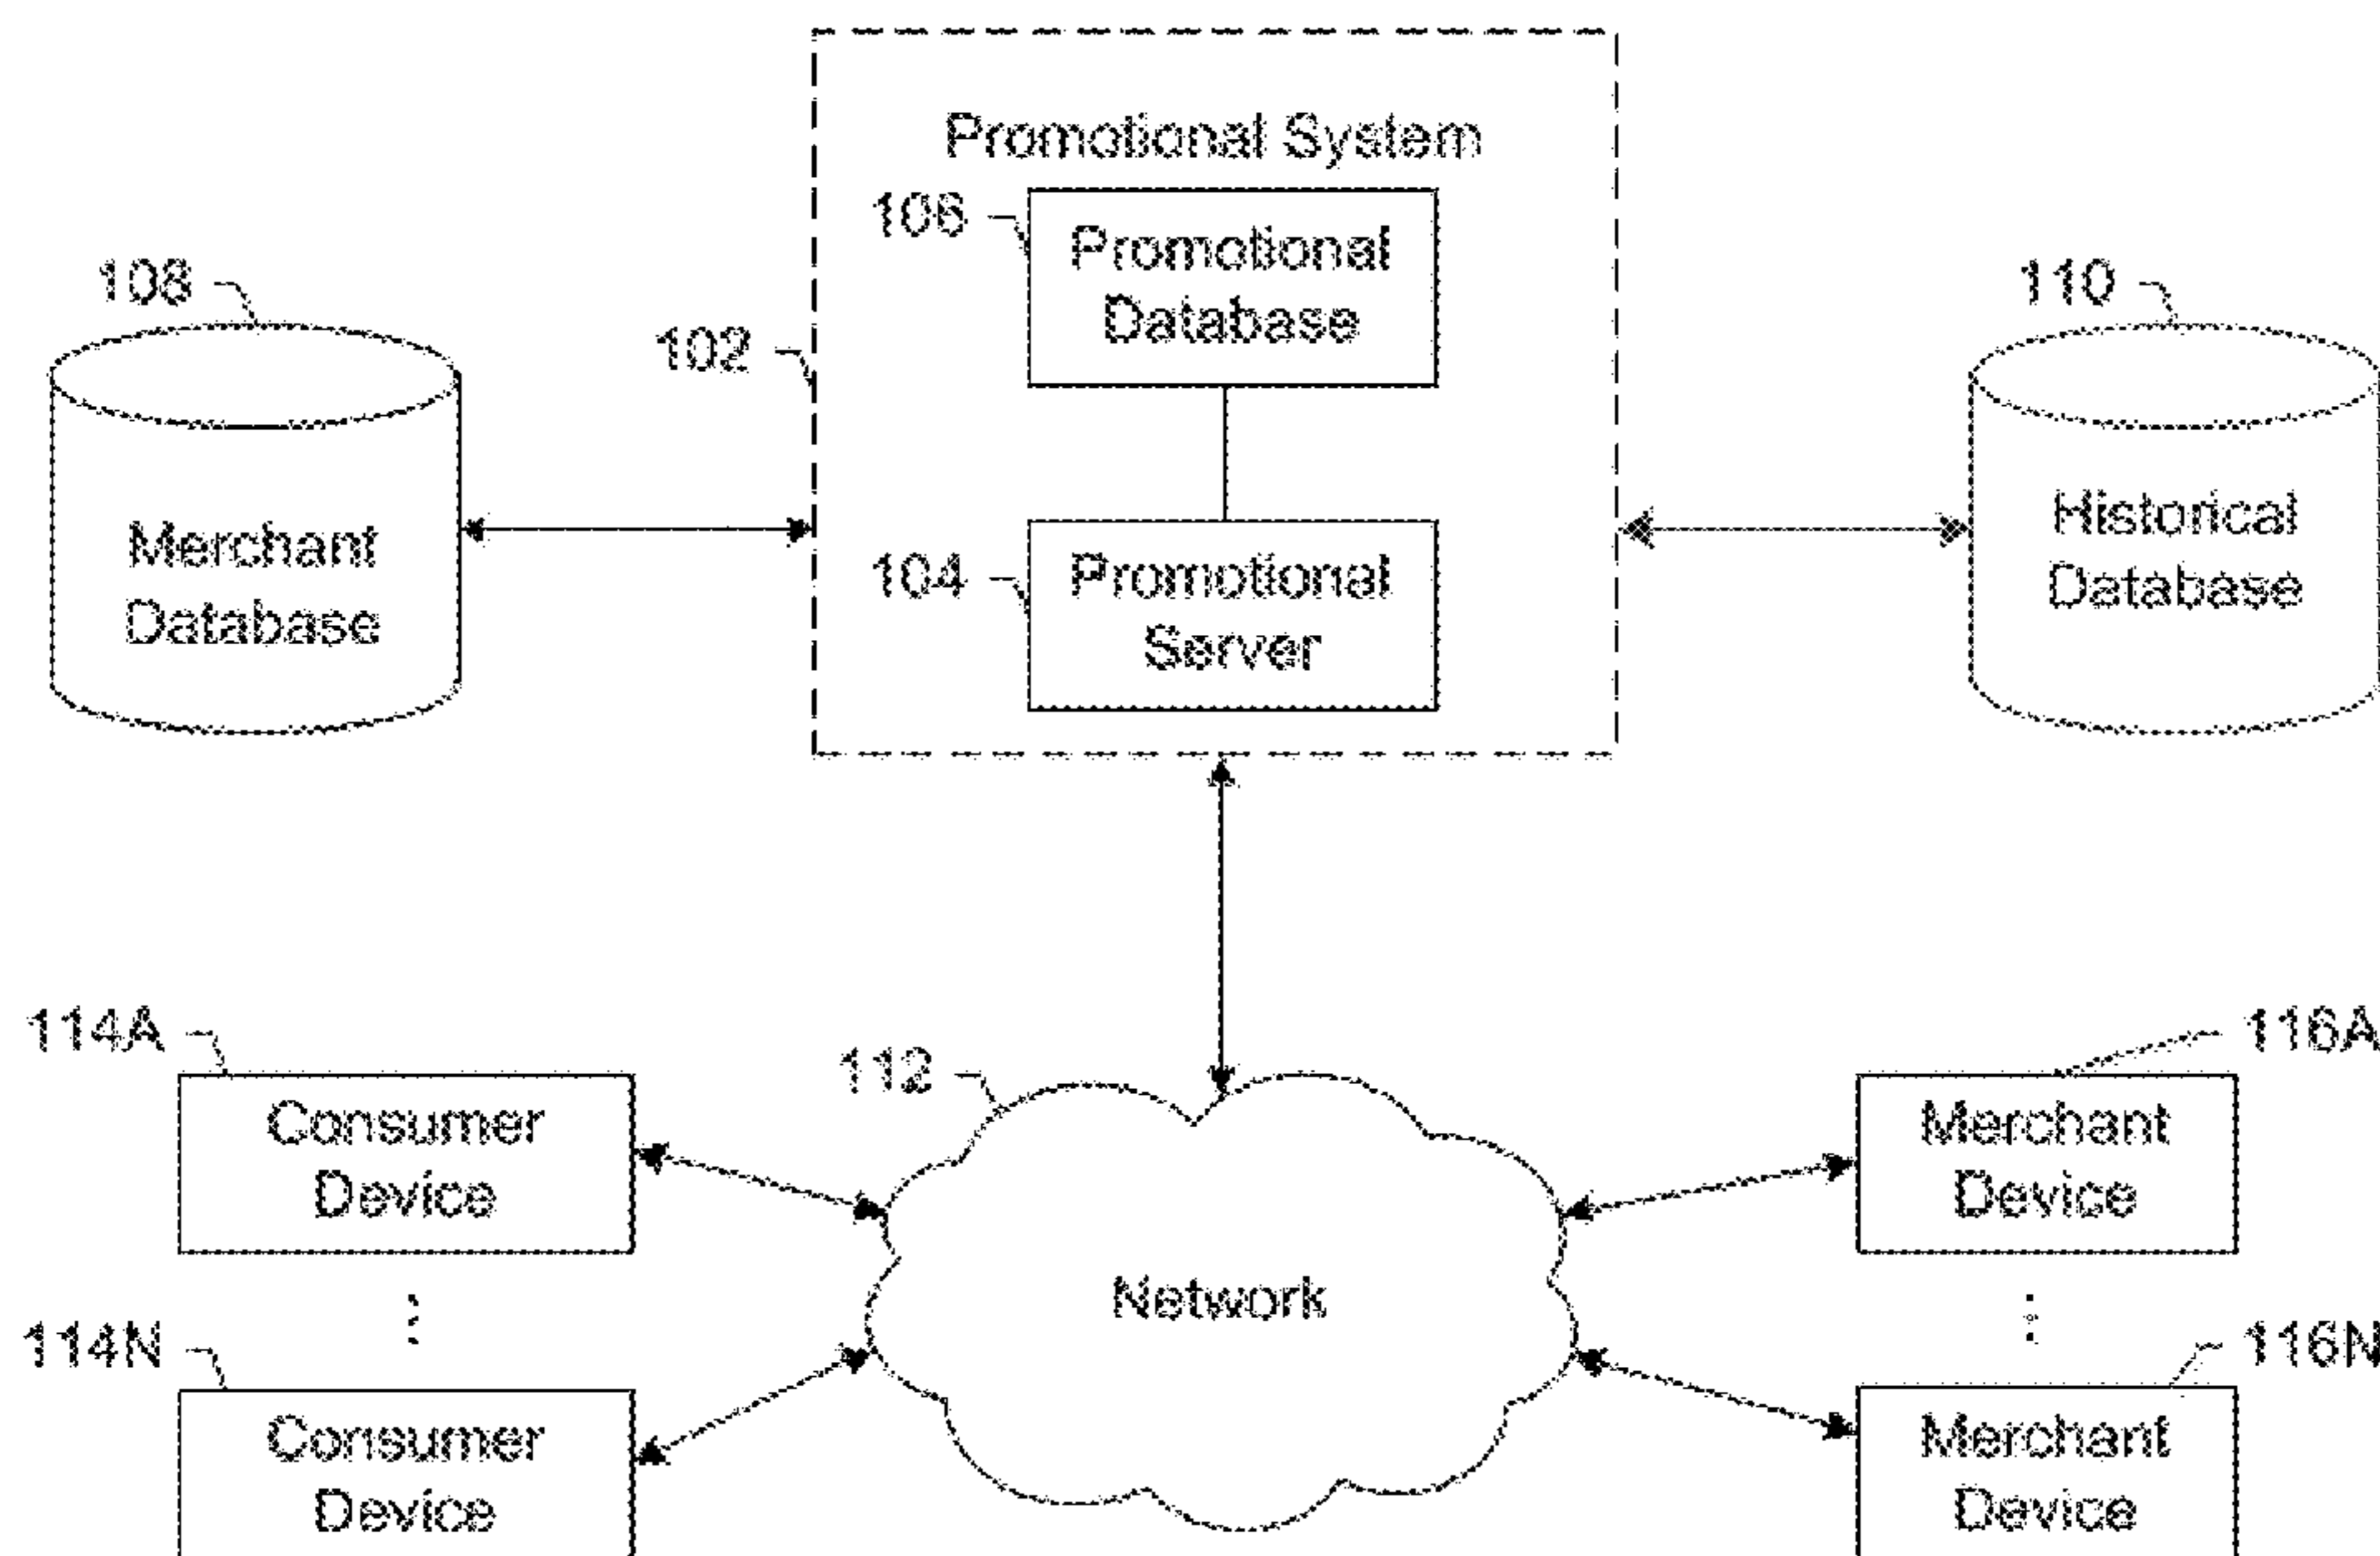 Promotional System
106
Promotional
Database
108
110
102
Merchant
Database
Historical
Database
104
Promotional
Server
114A
112
116A
Consumer
Device
Merchant
Device
Network
114N
116N
Consumer
Device
Merchant
Device